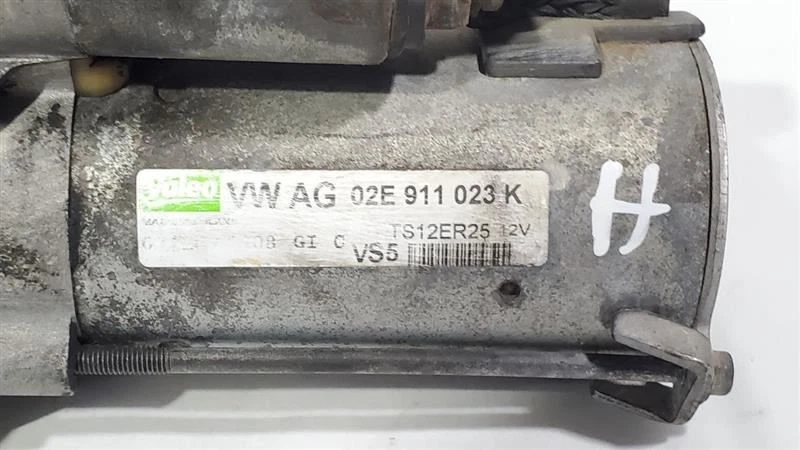 Valeo VW AG 02E 911 023 K
TS12ER25 12V
GI C
VS5
H